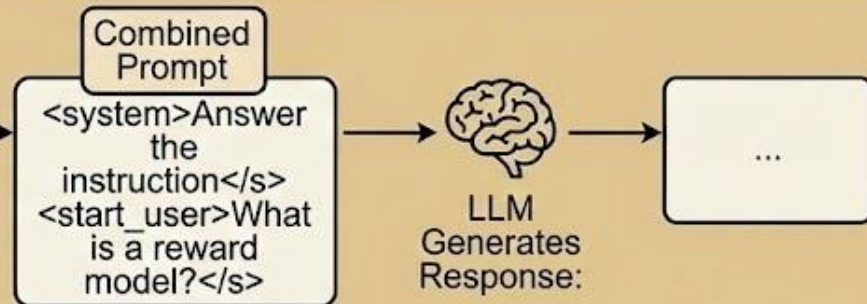 Combined
Prompt
<system>Answer
the
instruction</s>
<start_user>What
is a reward
model?</s>
LLM
Generates
Response:
...